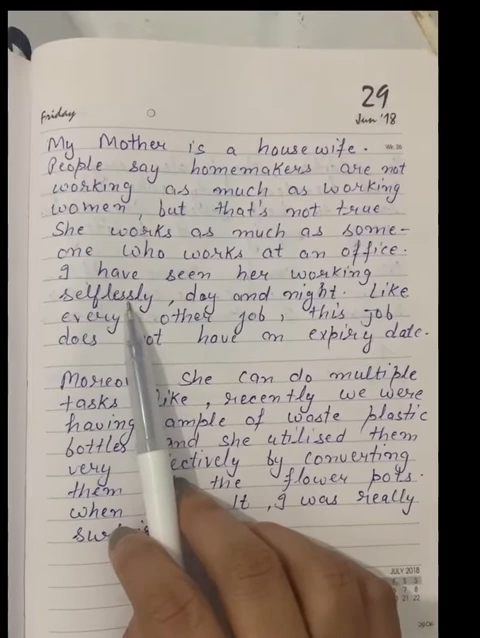 Friday
29
Jun '18
My Mother is a housewife.
People say homemakers are not
working as much as working
women, but that's not true
She works as much as some-
one who works at an office.
I have seen her working
selflessly, day and night. Like
every other job, this job
does not have an expiry date.
She can do multiple
tasks like, recently we were
having ample of waste plastic
bottles and she utilised them
very by converting
them the flower pots.
when It, I was really
JULY 2018